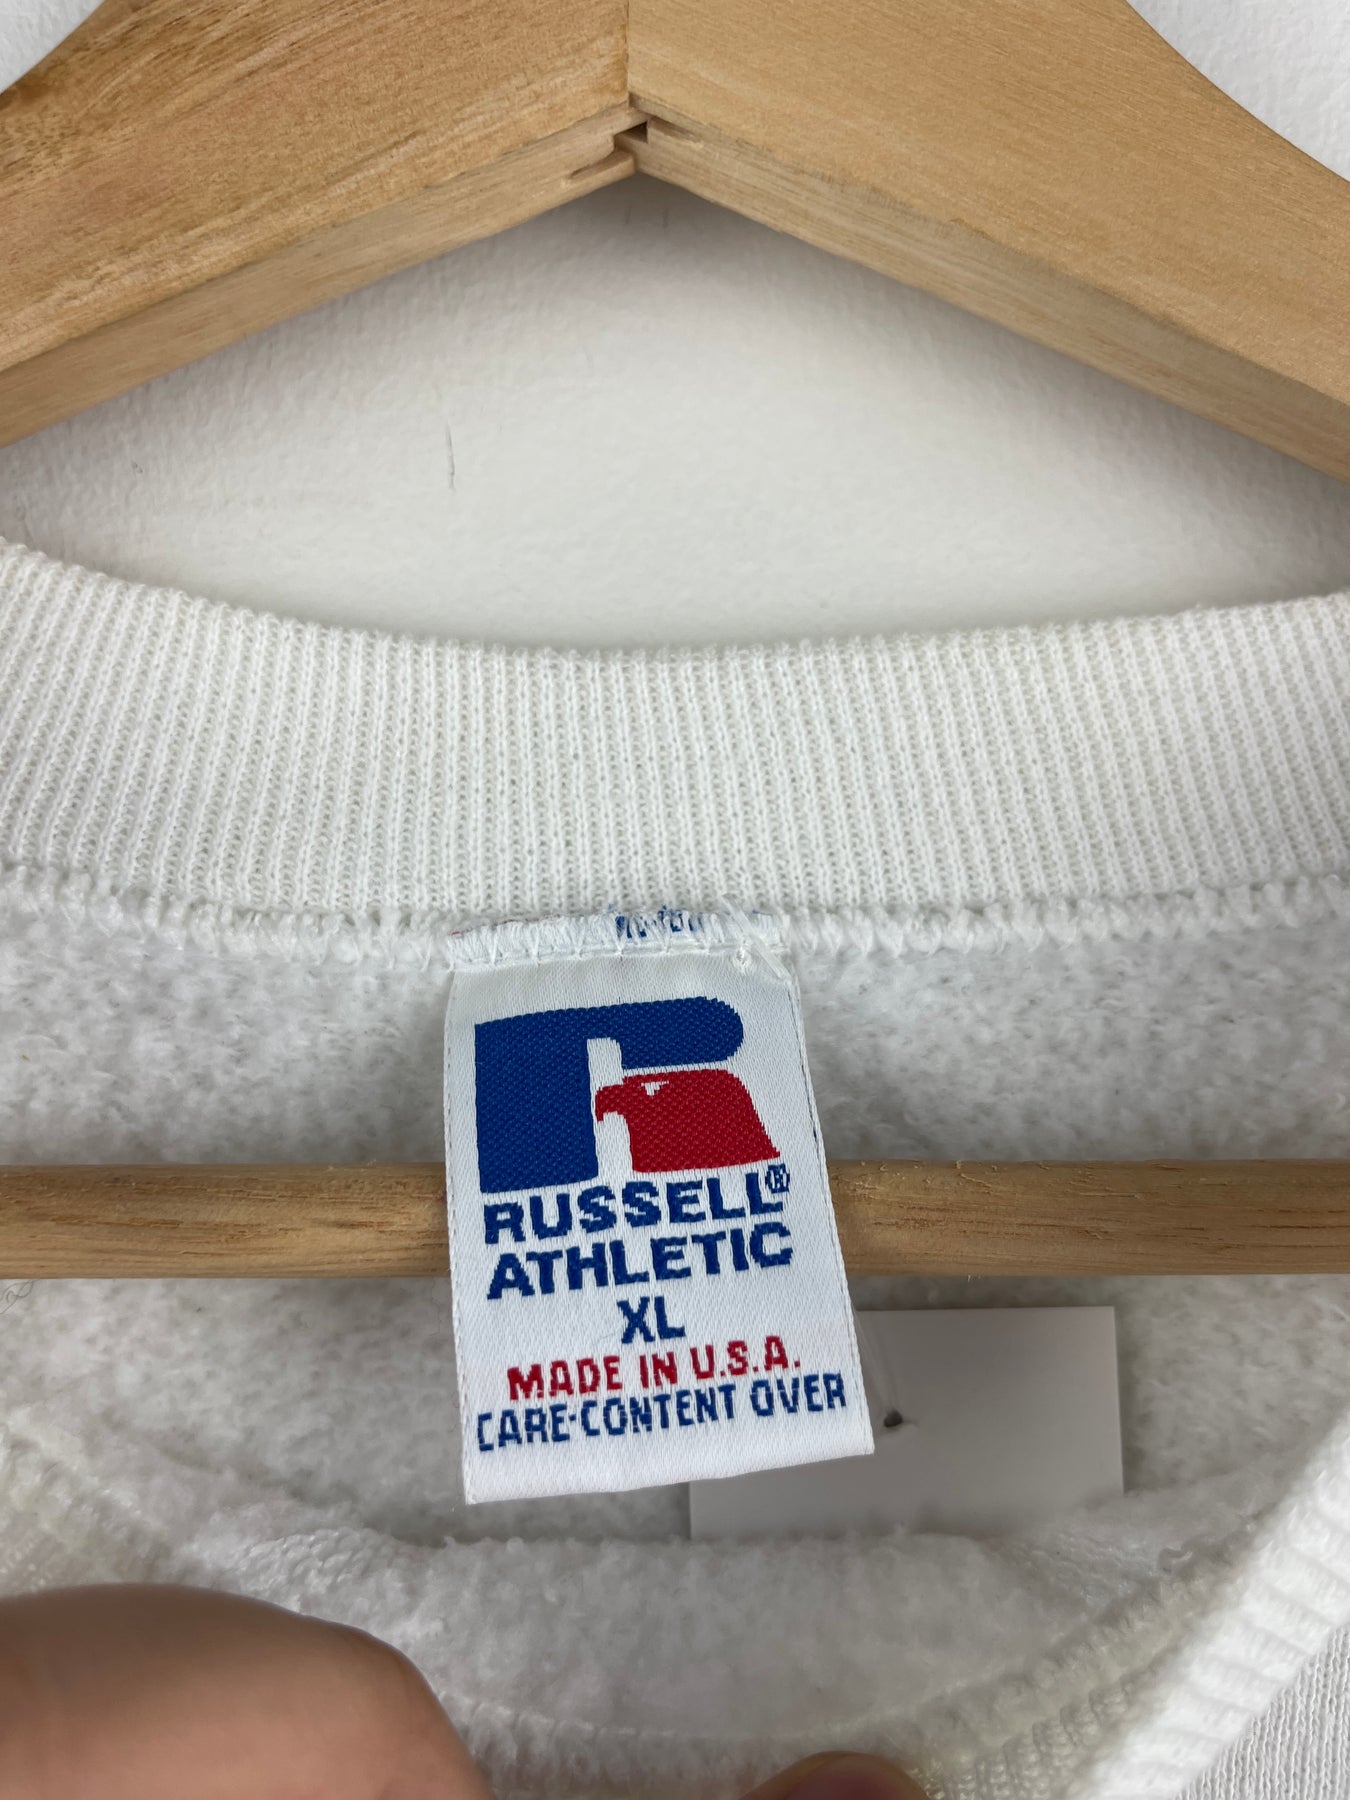 RUSSELL®
ATHLETIC
XL
MADE IN U.S.A.
CARE-CONTENT OVER